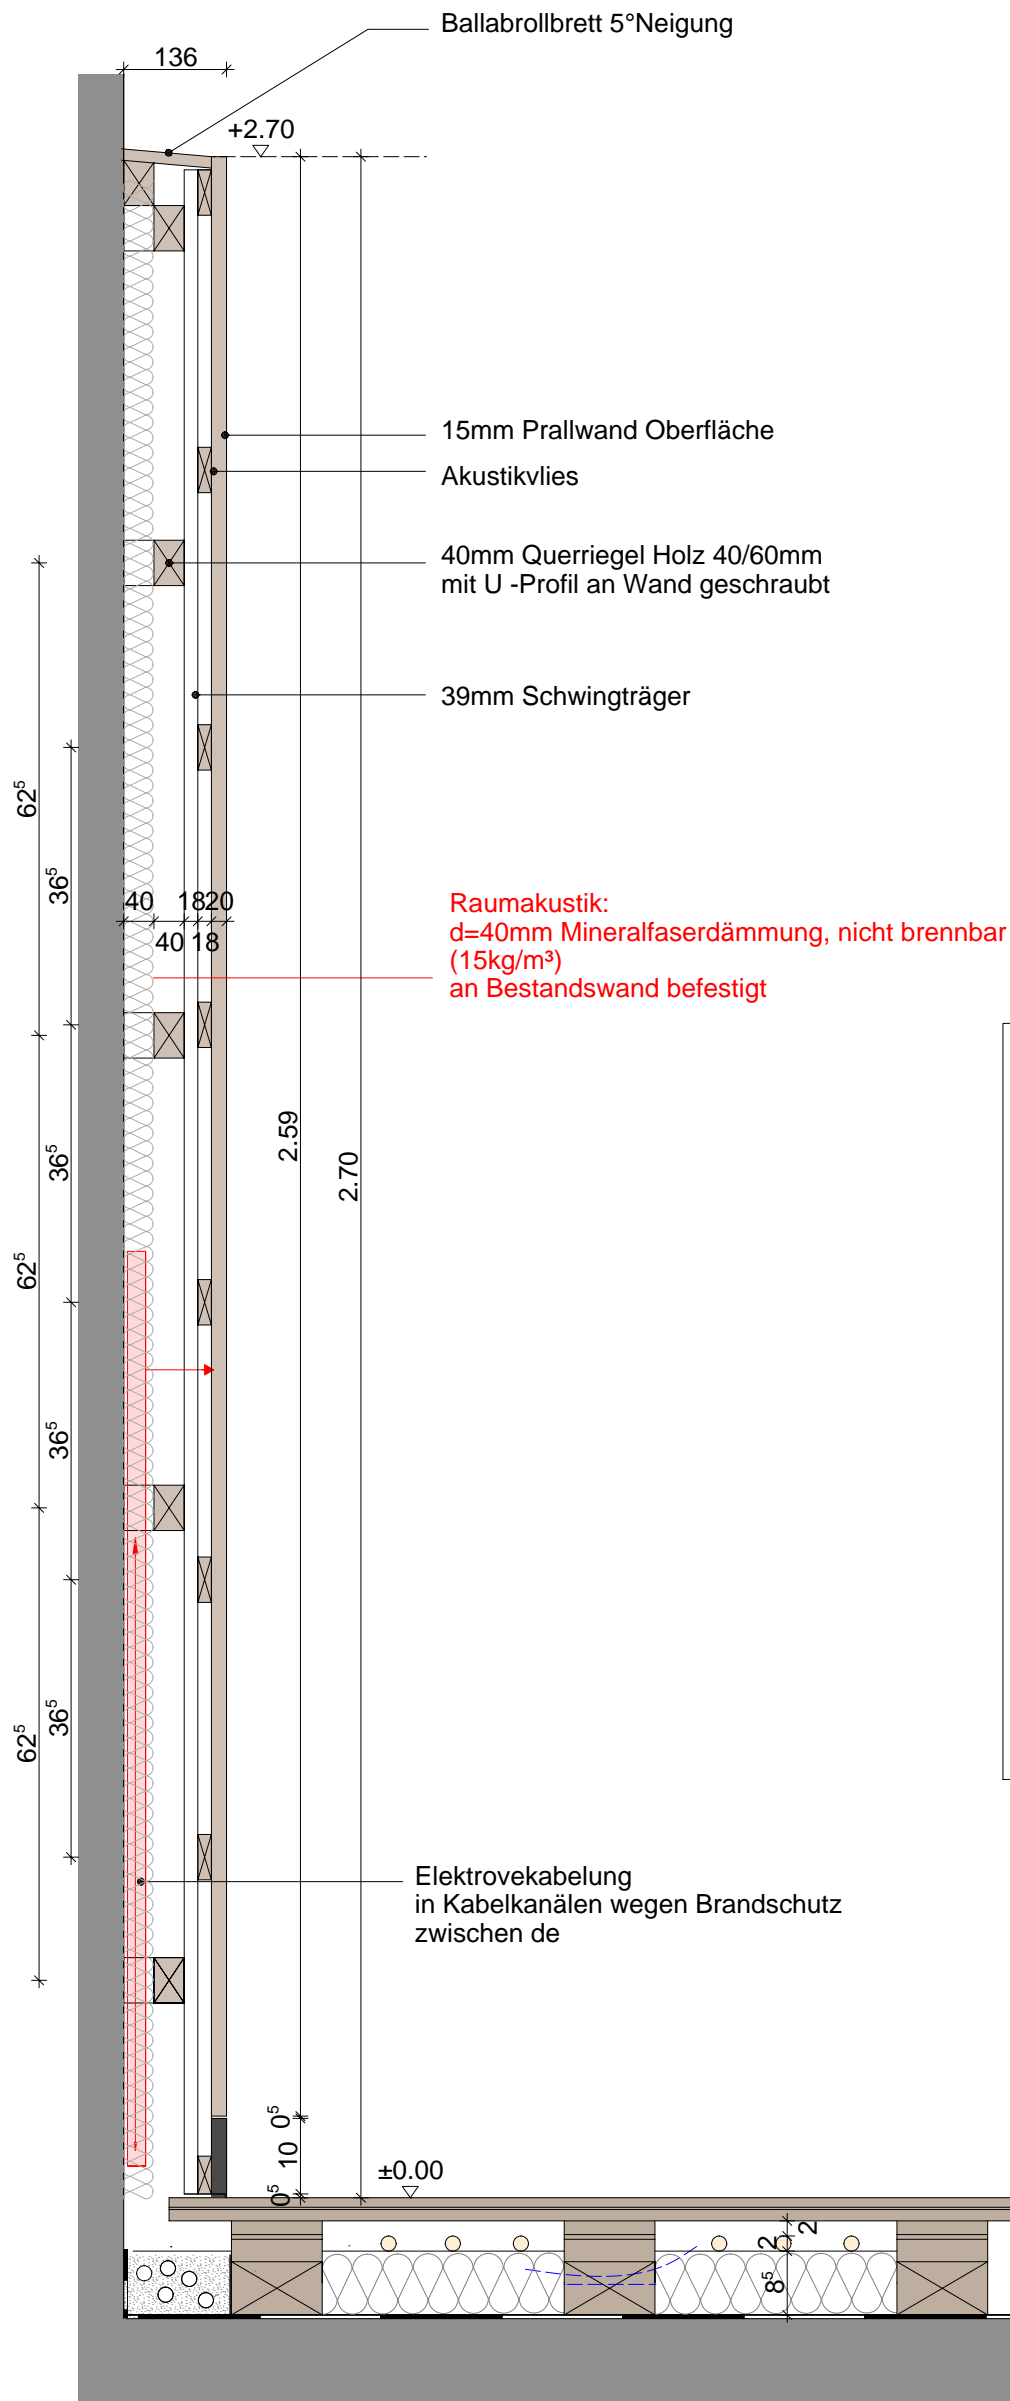 Ballabrollbrett 5°Neigung
136
+2.70
15mm Prallwand Oberfläche
Akustikvlies
40mm Querriegel Holz 40/60mm
mit U -Profil an Wand geschraubt
39mm Schwingträger
62⁵
36⁵
40
18
20
40
18
Raumakustik:
d=40mm Mineralfaserdämmung, nicht brennbar
(15kg/m³)
an Bestandswand befestigt
2.59
2.70
36⁵
62⁵
36⁵
36⁵
62⁵
Elektrovekabelung
in Kabelkanälen wegen Brandschutz
zwischen de
0⁵
10
0⁵
±0.00
2
2
8⁵